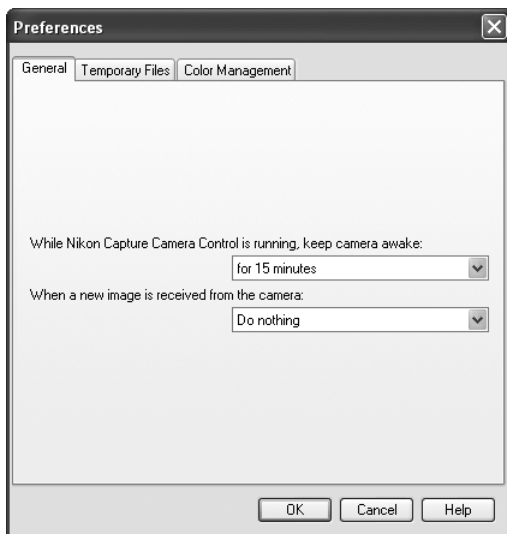 Preferences
General Temporary Files Color Management
While Nikon Capture Camera Control is running, keep camera awake:
for 15 minutes
When a new image is received from the camera:
Do nothing
OK Cancel Help